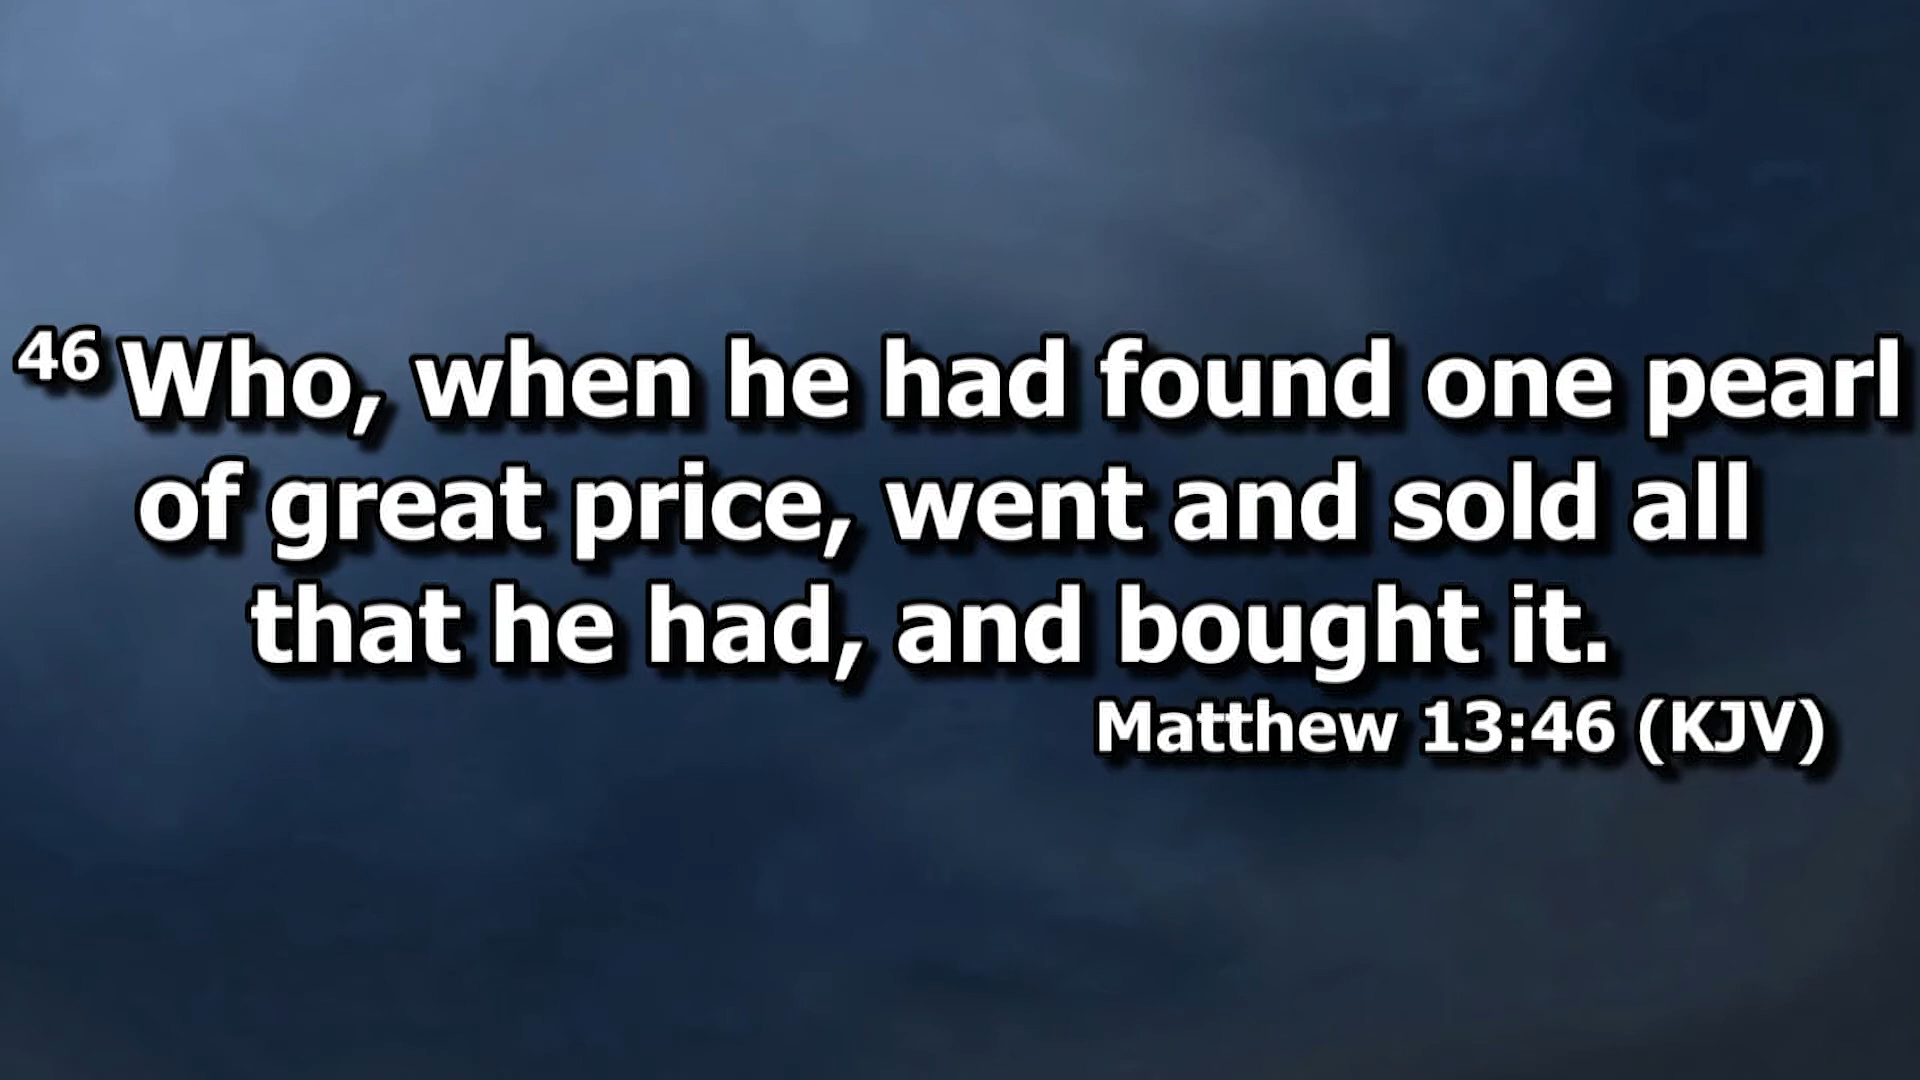 46 Who, when he had found one pearl
of great price, went and sold all
that he had, and bought it.
Matthew 13:46 (KJV)